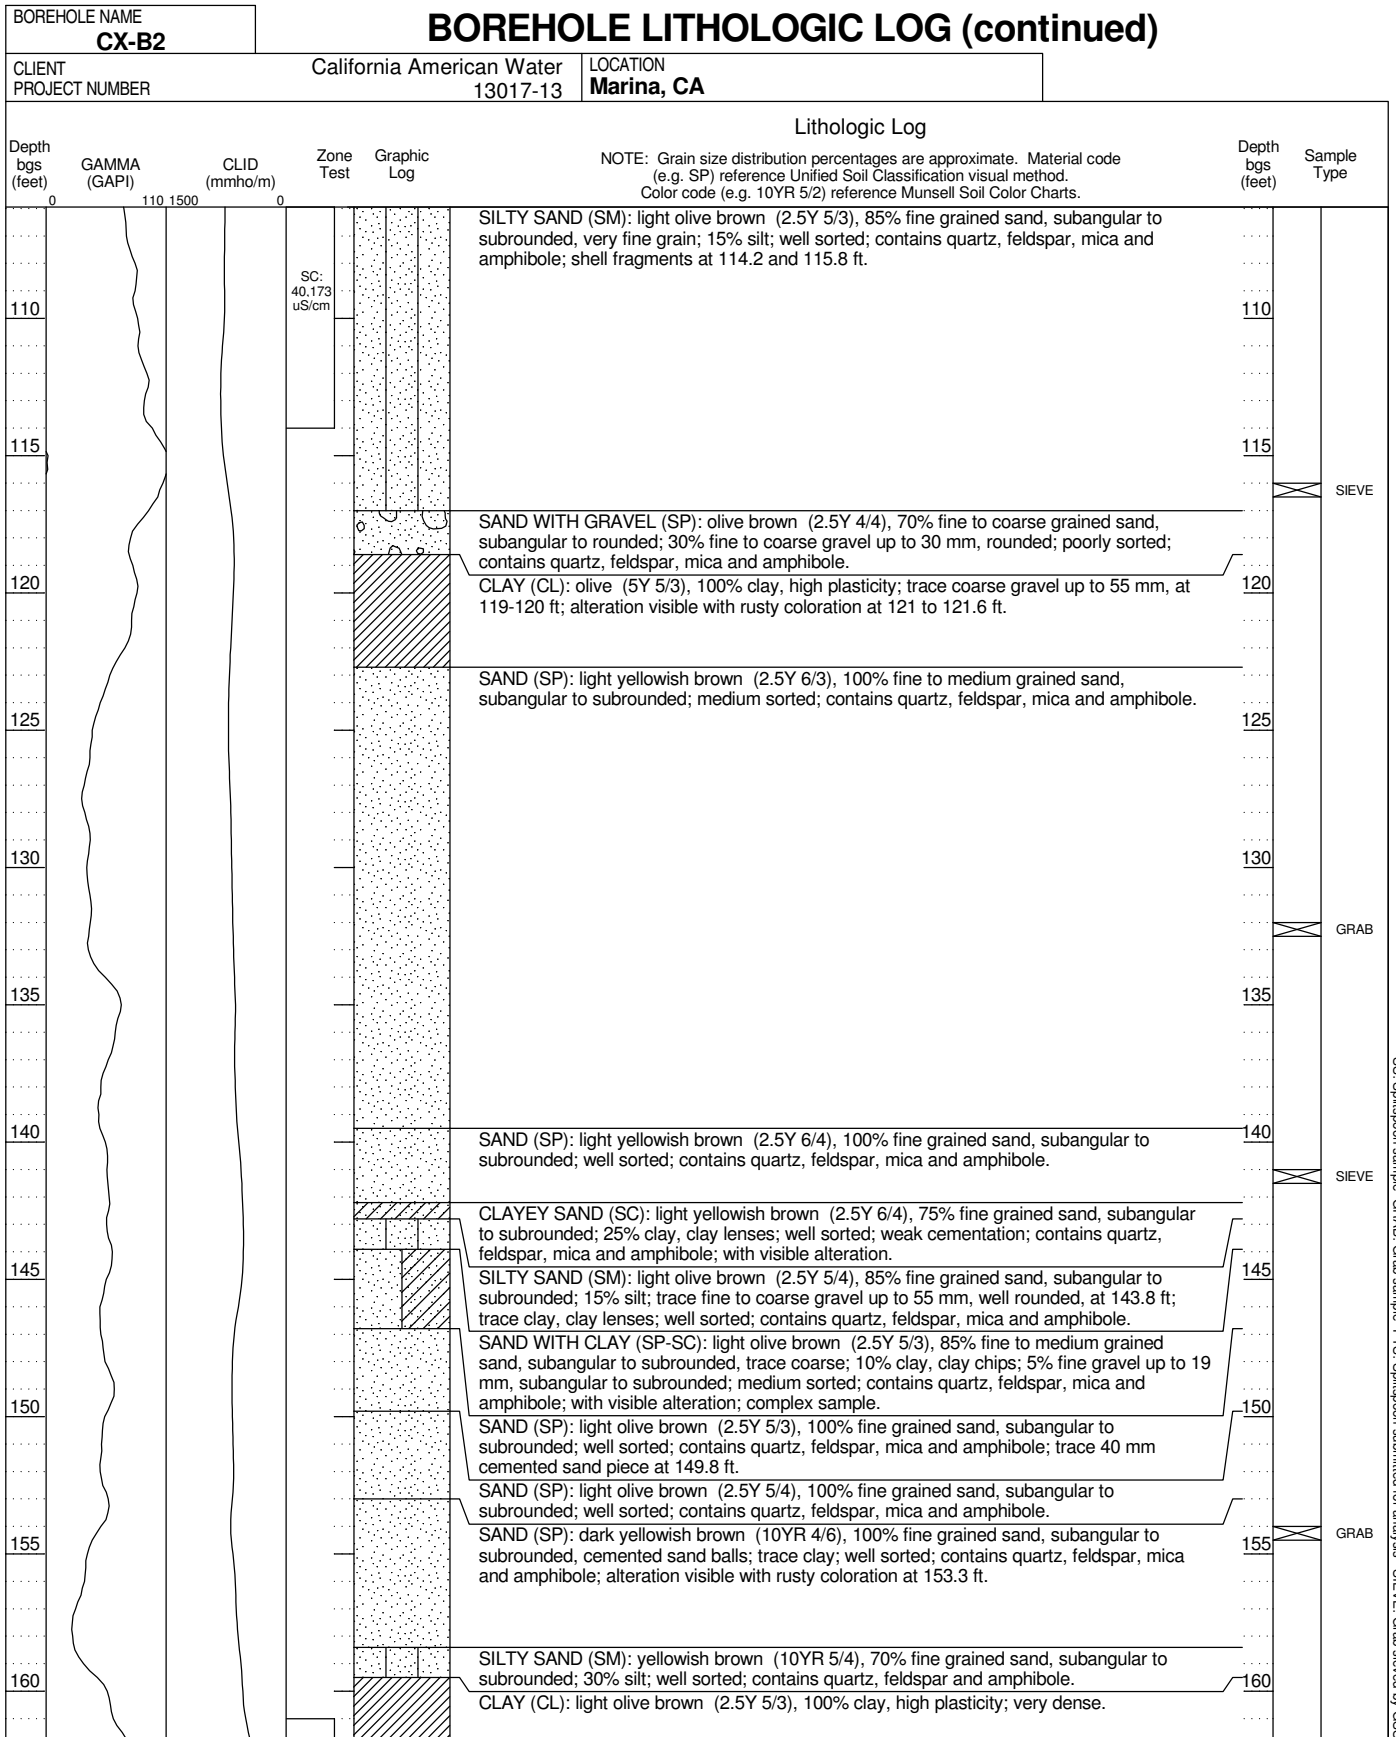 BOREHOLE NAME
CX-B2
BOREHOLE LITHOLOGIC LOG (continued)
CLIENT California American Water
PROJECT NUMBER 13017-13
LOCATION
Marina, CA
Lithologic Log
Depth
bgs
(feet)
GAMMA
(GAPI)
CLID
(mmho/m)
Zone
Test
Graphic
Log
NOTE: Grain size distribution percentages are approximate. Material code
(e.g. SP) reference Unified Soil Classification visual method.
Color code (e.g. 10YR 5/2) reference Munsell Soil Color Charts.
Depth
bgs
(feet)
Sample
Type
0 110 1500 0
SILTY SAND (SM): light olive brown (2.5Y 5/3), 85% fine grained sand, subangular to
subrounded, very fine grain; 15% silt; well sorted; contains quartz, feldspar, mica and
amphibole; shell fragments at 114.2 and 115.8 ft.
SC:
40,173
uS/cm
110 110
115 115
SIEVE
SAND WITH GRAVEL (SP): olive brown (2.5Y 4/4), 70% fine to coarse grained sand,
subangular to rounded; 30% fine to coarse gravel up to 30 mm, rounded; poorly sorted;
contains quartz, feldspar, mica and amphibole.
120 120
CLAY (CL): olive (5Y 5/3), 100% clay, high plasticity; trace coarse gravel up to 55 mm, at
119-120 ft; alteration visible with rusty coloration at 121 to 121.6 ft.
SAND (SP): light yellowish brown (2.5Y 6/3), 100% fine to medium grained sand,
subangular to subrounded; medium sorted; contains quartz, feldspar, mica and amphibole.
125 125
130 130
GRAB
135 135
140 140
SAND (SP): light yellowish brown (2.5Y 6/4), 100% fine grained sand, subangular to
subrounded; well sorted; contains quartz, feldspar, mica and amphibole.
SIEVE
CLAYEY SAND (SC): light yellowish brown (2.5Y 6/4), 75% fine grained sand, subangular
to subrounded; 25% clay, clay lenses; well sorted; weak cementation; contains quartz,
feldspar, mica and amphibole; with visible alteration.
145 145
SILTY SAND (SM): light olive brown (2.5Y 5/4), 85% fine grained sand, subangular to
subrounded; 15% silt; trace fine to coarse gravel up to 55 mm, well rounded, at 143.8 ft;
trace clay, clay lenses; well sorted; contains quartz, feldspar, mica and amphibole.
SAND WITH CLAY (SP-SC): light olive brown (2.5Y 5/3), 85% fine to medium grained
sand, subangular to subrounded, trace coarse; 10% clay, clay chips; 5% fine gravel up to 19
mm, subangular to subrounded; medium sorted; contains quartz, feldspar, mica and
amphibole; with visible alteration; complex sample.
150 150
SAND (SP): light olive brown (2.5Y 5/3), 100% fine grained sand, subangular to
subrounded; well sorted; contains quartz, feldspar, mica and amphibole; trace 40 mm
cemented sand piece at 149.8 ft.
SAND (SP): light olive brown (2.5Y 5/4), 100% fine grained sand, subangular to
subrounded; well sorted; contains quartz, feldspar, mica and amphibole.
155 155
GRAB
SAND (SP): dark yellowish brown (10YR 4/6), 100% fine grained sand, subangular to
subrounded, cemented sand balls; trace clay; well sorted; contains quartz, feldspar, mica
and amphibole; alteration visible with rusty coloration at 153.3 ft.
SILTY SAND (SM): yellowish brown (10YR 5/4), 70% fine grained sand, subangular to
subrounded; 30% silt; well sorted; contains quartz, feldspar and amphibole.
160 160
CLAY (CL): light olive brown (2.5Y 5/3), 100% clay, high plasticity; very dense.